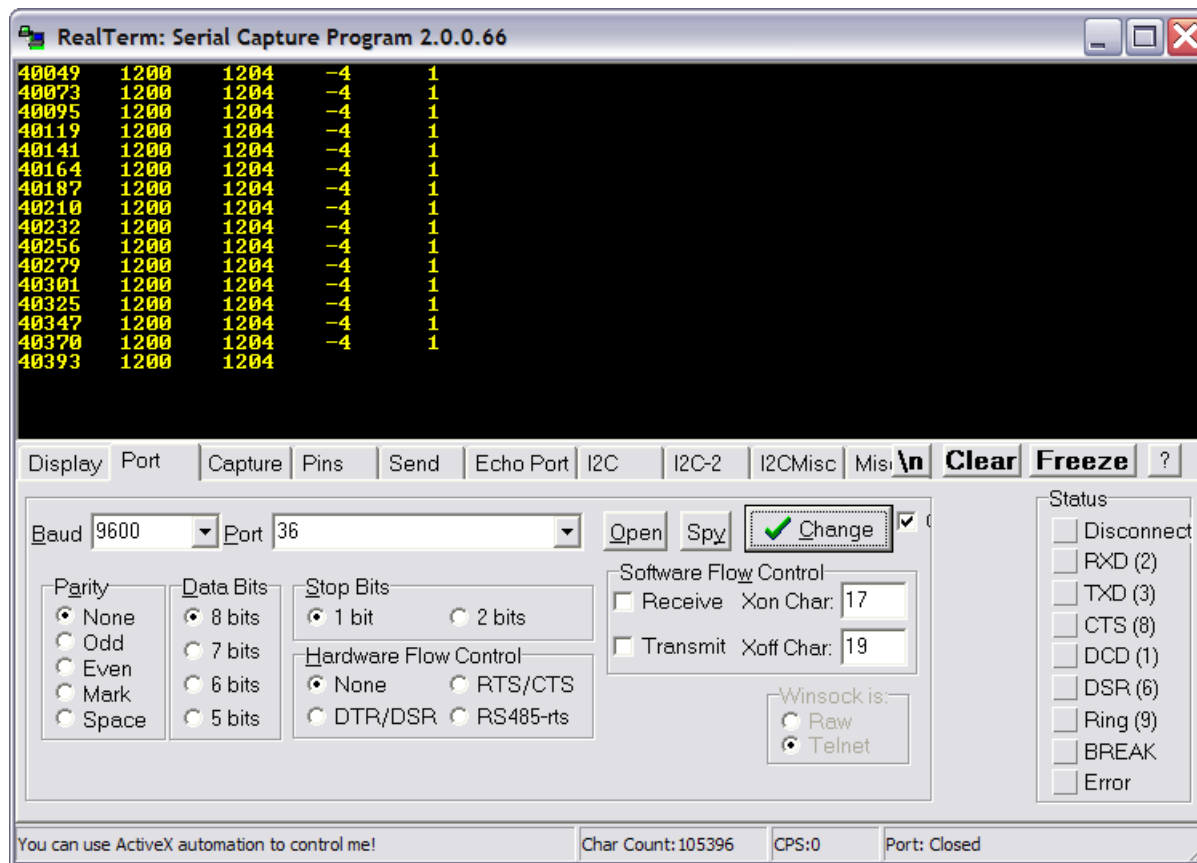 RealTerm: Serial Capture Program 2.0.0.66
40049 1200 1204 -4 1
40073 1200 1204 -4 1
40095 1200 1204 -4 1
40119 1200 1204 -4 1
40141 1200 1204 -4 1
40164 1200 1204 -4 1
40187 1200 1204 -4 1
40210 1200 1204 -4 1
40232 1200 1204 -4 1
40256 1200 1204 -4 1
40279 1200 1204 -4 1
40301 1200 1204 -4 1
40325 1200 1204 -4 1
40347 1200 1204 -4 1
40370 1200 1204 -4 1
40393 1200 1204
Display Port Capture Pins Send Echo Port I2C I2C-2 I2CMisc Mis \n Clear Freeze ?
Baud 9600 Port 36 Open Spy Change
Parity
None
Odd
Even
Mark
Space
Data Bits
8 bits
7 bits
6 bits
5 bits
Stop Bits
1 bit 2 bits
Hardware Flow Control
None RTS/CTS
DTR/DSR RS485-rts
Software Flow Control
Receive Xon Char: 17
Transmit Xoff Char: 19
Winsock is:
Raw
Telnet
Status
Disconnect
RXD (2)
TXD (3)
CTS (8)
DCD (1)
DSR (6)
Ring (9)
BREAK
Error
You can use ActiveX automation to control me! Char Count:105396 CPS:0 Port: Closed